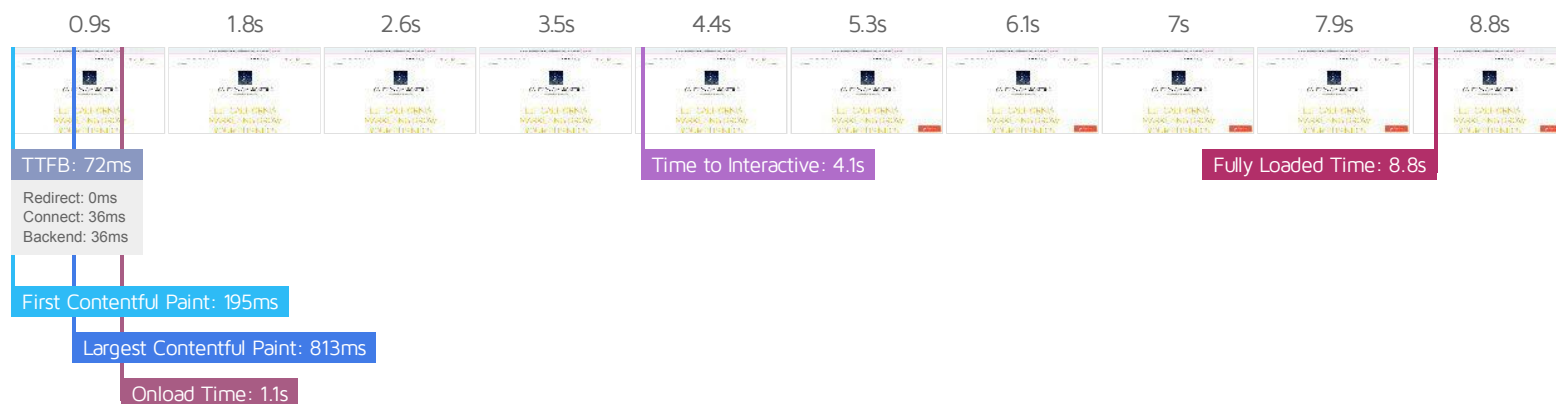 0.9s
1.8s
2.6s
3.5s
4.4s
5.3s
6.1s
7s
7.9s
8.8s
TTFB: 72ms
Redirect: 0ms
Connect: 36ms
Backend: 36ms
Time to Interactive: 4.1s
Fully Loaded Time: 8.8s
First Contentful Paint: 195ms
Largest Contentful Paint: 813ms
Onload Time: 1.1s